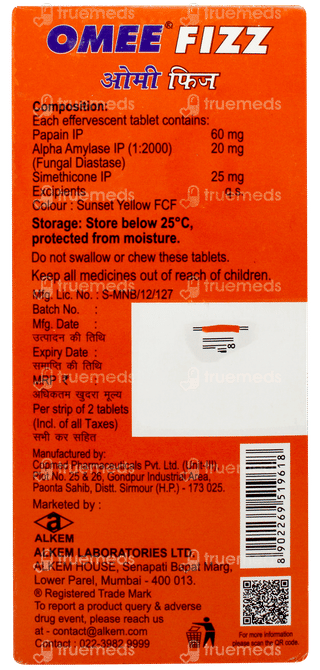 OMEE® FIZZ
ओमी फिज
Composition:
Each effervescent tablet contains:
Papain IP 60 mg
Alpha Amylase IP (1:2000) 20 mg
(Fungal Diastase)
Simethicone IP 25 mg
Excipients q.s.
Colour : Sunset Yellow FCF
Storage: Store below 25°C,
protected from moisture.
Do not swallow or chew these tablets.
Keep all medicines out of reach of children.
Mfg. Lic. No. : S-MNB/12/127
Batch No. :
Mfg. Date :
उत्पादन की तिथि
Expiry Date :
समाप्ति की तिथि
MRP ₹ :
अधिकतम खुदरा मूल्य
Per strip of 2 tablets
(Incl. of all Taxes)
सभी कर सहित
Manufactured by:
Pharmaceuticals Pvt. Ltd. (Unit-II)
Plot No. 25 & 26, Gondpur Industrial Area,
Paonta Sahib, Distt. Sirmour (H.P.) - 173 025.
Marketed by :
ALKEM
ALKEM LABORATORIES LTD.
ALKEM HOUSE, Senapati Bapat Marg,
Lower Parel, Mumbai - 400 013.
® Registered Trade Mark
To report a product query & adverse
drug event, please reach us
at - contact@alkem.com
Contact - 022-3982 9999
8 902269 519618
For more information
please scan the QR code.
truemeds